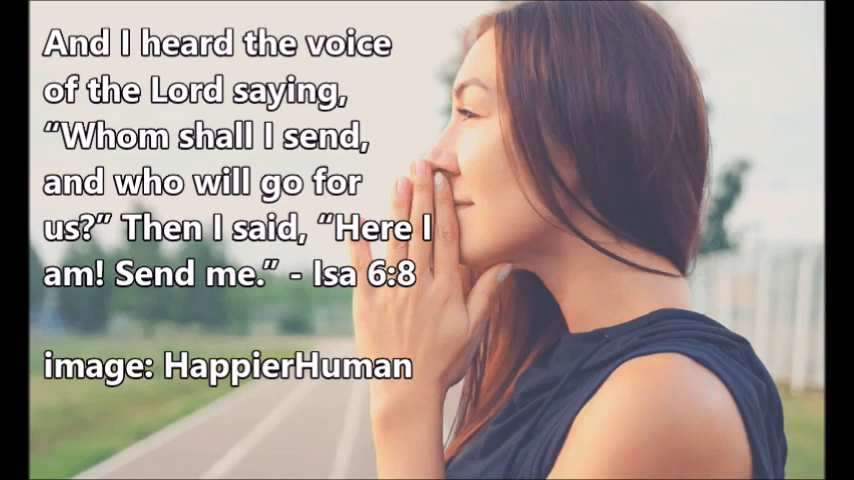 And I heard the voice
of the Lord saying,
“Whom shall I send,
and who will go for
us?” Then I said, “Here I
am! Send me.” - Isa 6:8
image: HappierHuman